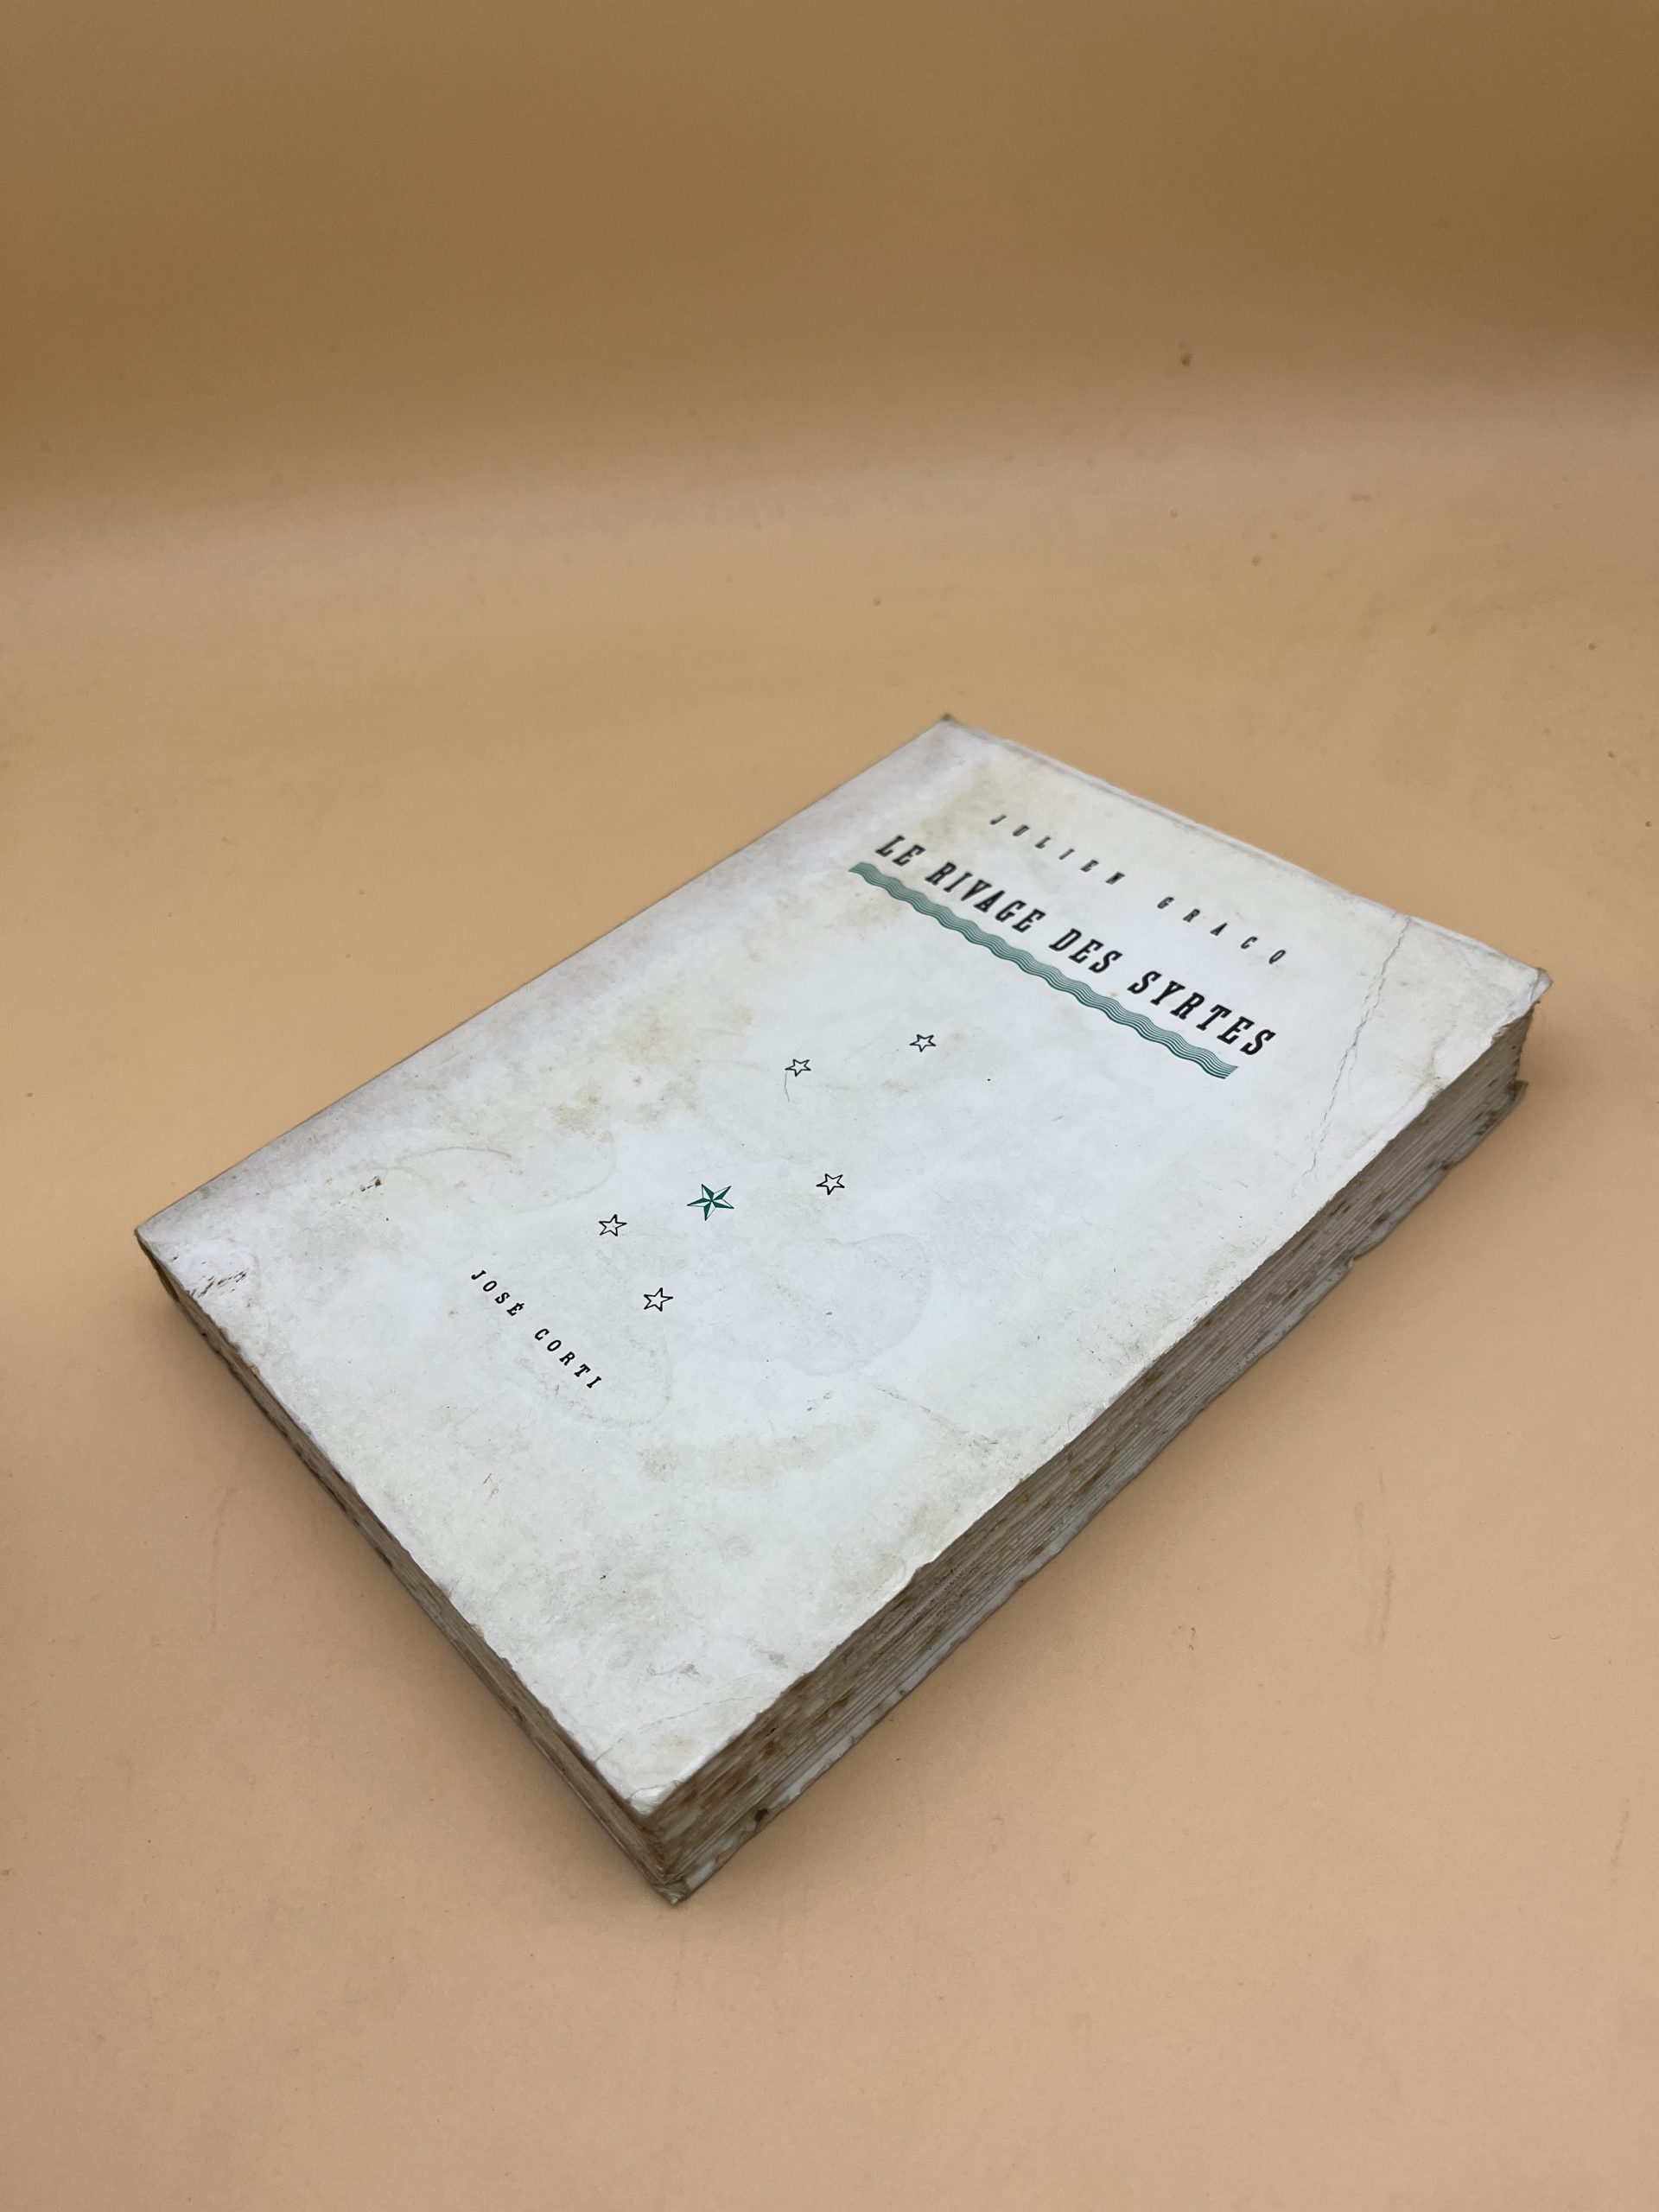 JULIEN GRACQ
LE RIVAGE DES SYRTES
JOSÉ CORTI